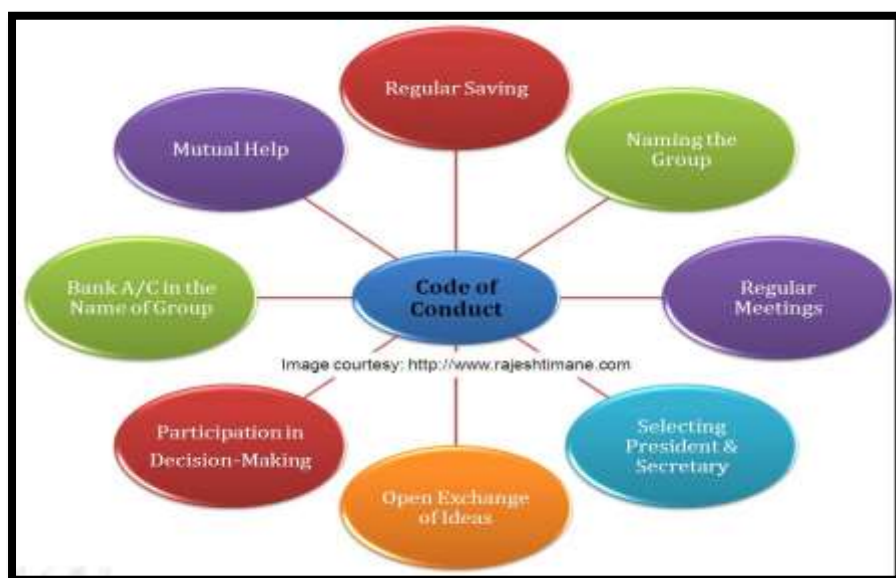 Regular Saving
Naming the
Group
Regular
Meetings
Selecting
President &
Secretary
Open Exchange
of Ideas
Participation in
Decision-Making
Bank A/C in the
Name of Group
Mutual Help
Code of
Conduct
Image courtesy: http://www.rajeshtimane.com